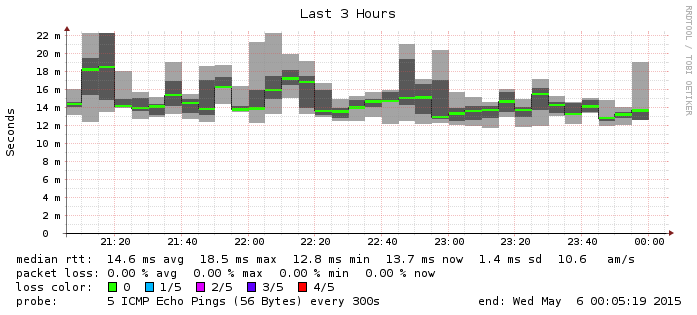 Last 3 Hours
RRDTOOL / TOBI OETIKER
Seconds
22 m
20 m
18 m
16 m
14 m
12 m
10 m
8 m
6 m
4 m
2 m
0
21:20 21:40 22:00 22:20 22:40 23:00 23:20 23:40 00:00
median rtt: 14.6 ms avg 18.5 ms max 12.8 ms min 13.7 ms now 1.4 ms sd 10.6 am/s
packet loss: 0.00 % avg 0.00 % max 0.00 % min 0.00 % now
loss color: 0 1/5 2/5 3/5 4/5
probe: 5 ICMP Echo Pings (56 Bytes) every 300s end: Wed May 6 00:05:19 2015